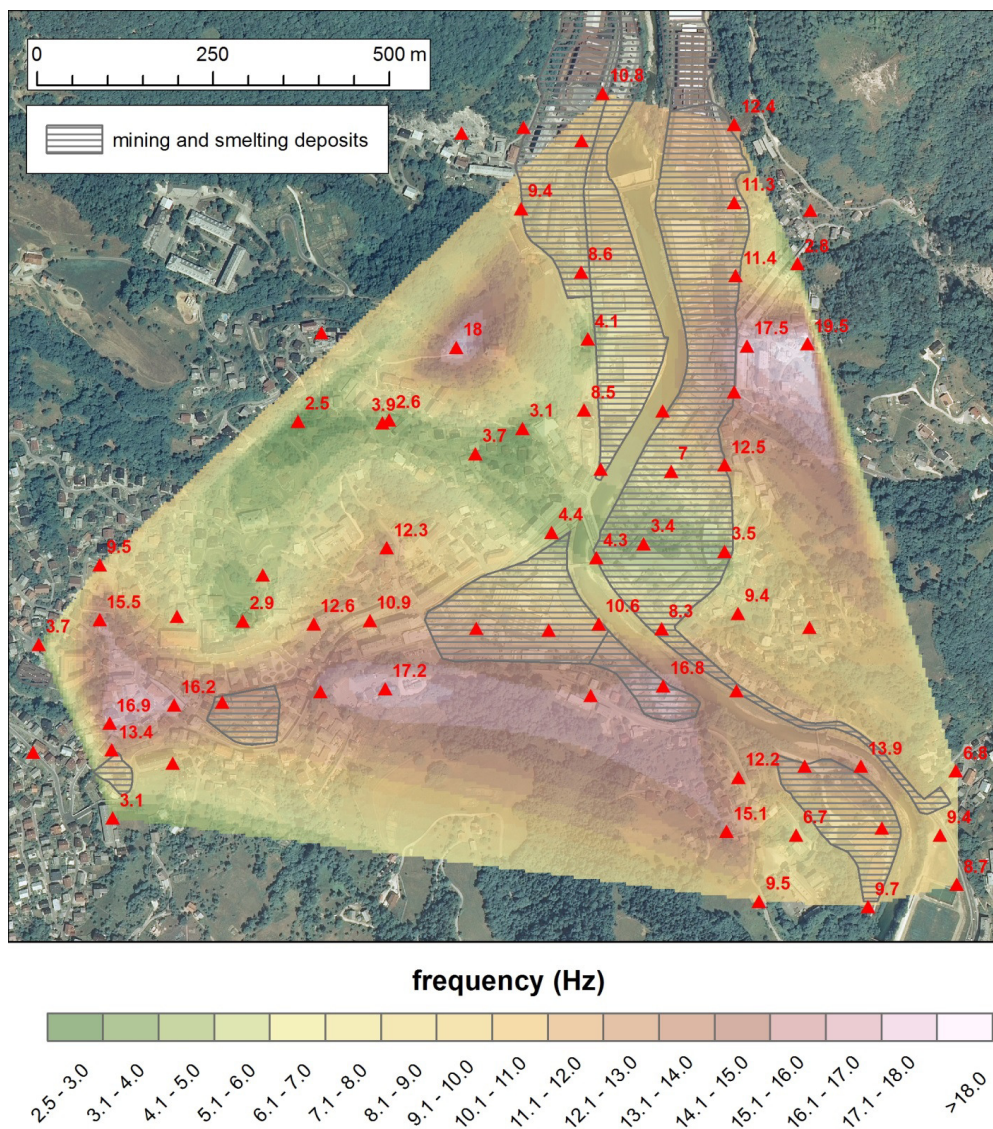 0 250 500 m
mining and smelting deposits
10.8
12.4
9.4
11.3
8.6
11.4
2.8
4.1
18
17.5
19.5
8.5
2.5
3.9
2.6
3.1
3.7
7
12.5
4.4
12.3
4.3
3.4
3.5
9.5
15.5
2.9
12.6
10.9
10.6
8.3
9.4
3.7
17.2
16.8
16.9
16.2
13.4
12.2
13.9
6.8
3.1
15.1
6.7
9.4
9.5
9.7
8.7
frequency (Hz)
2.5 - 3.0
3.1 - 4.0
4.1 - 5.0
5.1 - 6.0
6.1 - 7.0
7.1 - 8.0
8.1 - 9.0
9.1 - 10.0
10.1 - 11.0
11.1 - 12.0
12.1 - 13.0
13.1 - 14.0
14.1 - 15.0
15.1 - 16.0
16.1 - 17.0
17.1 - 18.0
>18.0